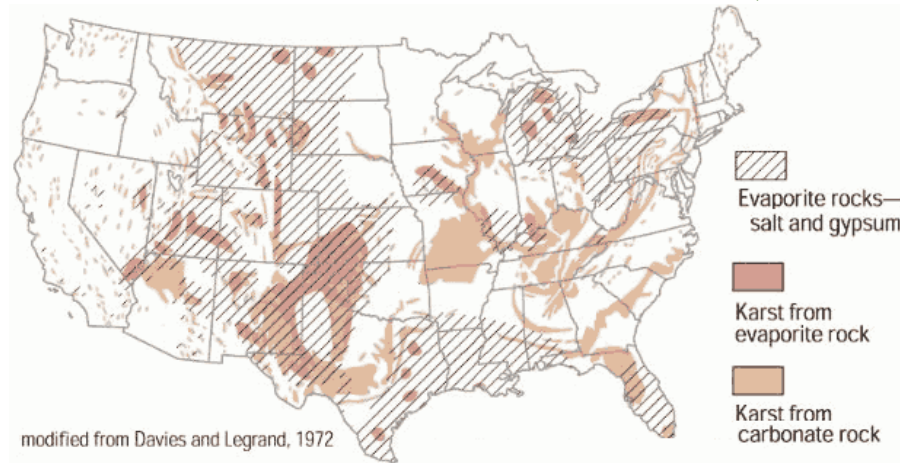 Evaporite rocks—
salt and gypsum
Karst from
evaporite rock
Karst from
carbonate rock
modified from Davies and Legrand, 1972